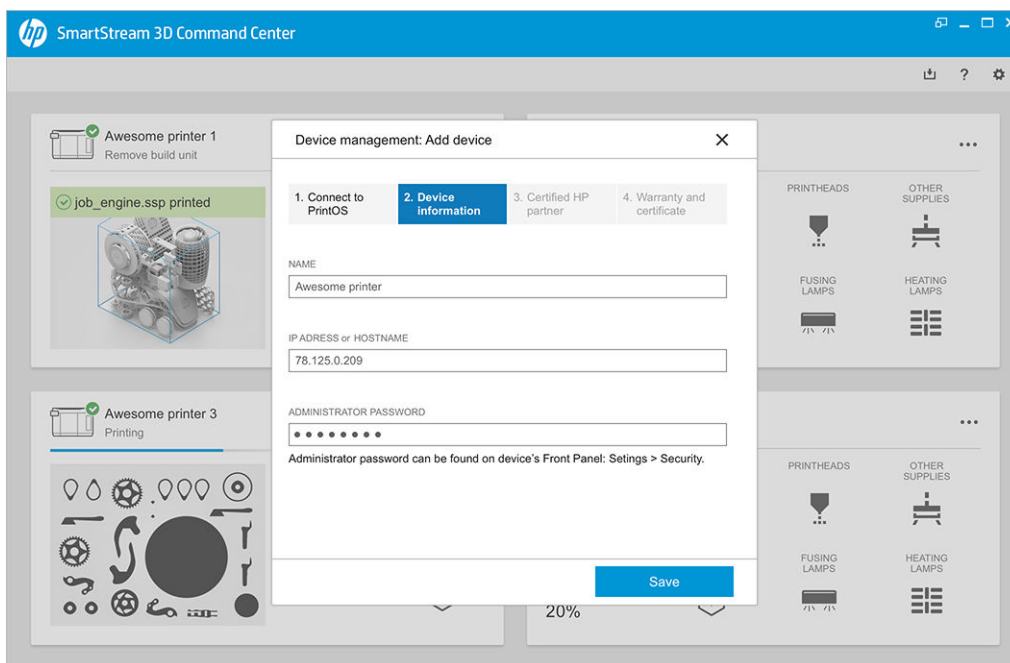 hp SmartStream 3D Command Center
?
Awesome printer 1
Remove build unit
job_engine.ssp printed
Device management: Add device
1. Connect to
PrintOS
2. Device
information
3. Certified HP
partner
4. Warranty and
certificate
NAME
Awesome printer
IP ADRESS or HOSTNAME
78.125.0.209
ADMINISTRATOR PASSWORD
Administrator password can be found on device's Front Panel: Setings > Security.
Save
PRINTHEADS
OTHER
SUPPLIES
FUSING
LAMPS
HEATING
LAMPS
Awesome printer 3
Printing
20%
PRINTHEADS
OTHER
SUPPLIES
FUSING
LAMPS
HEATING
LAMPS